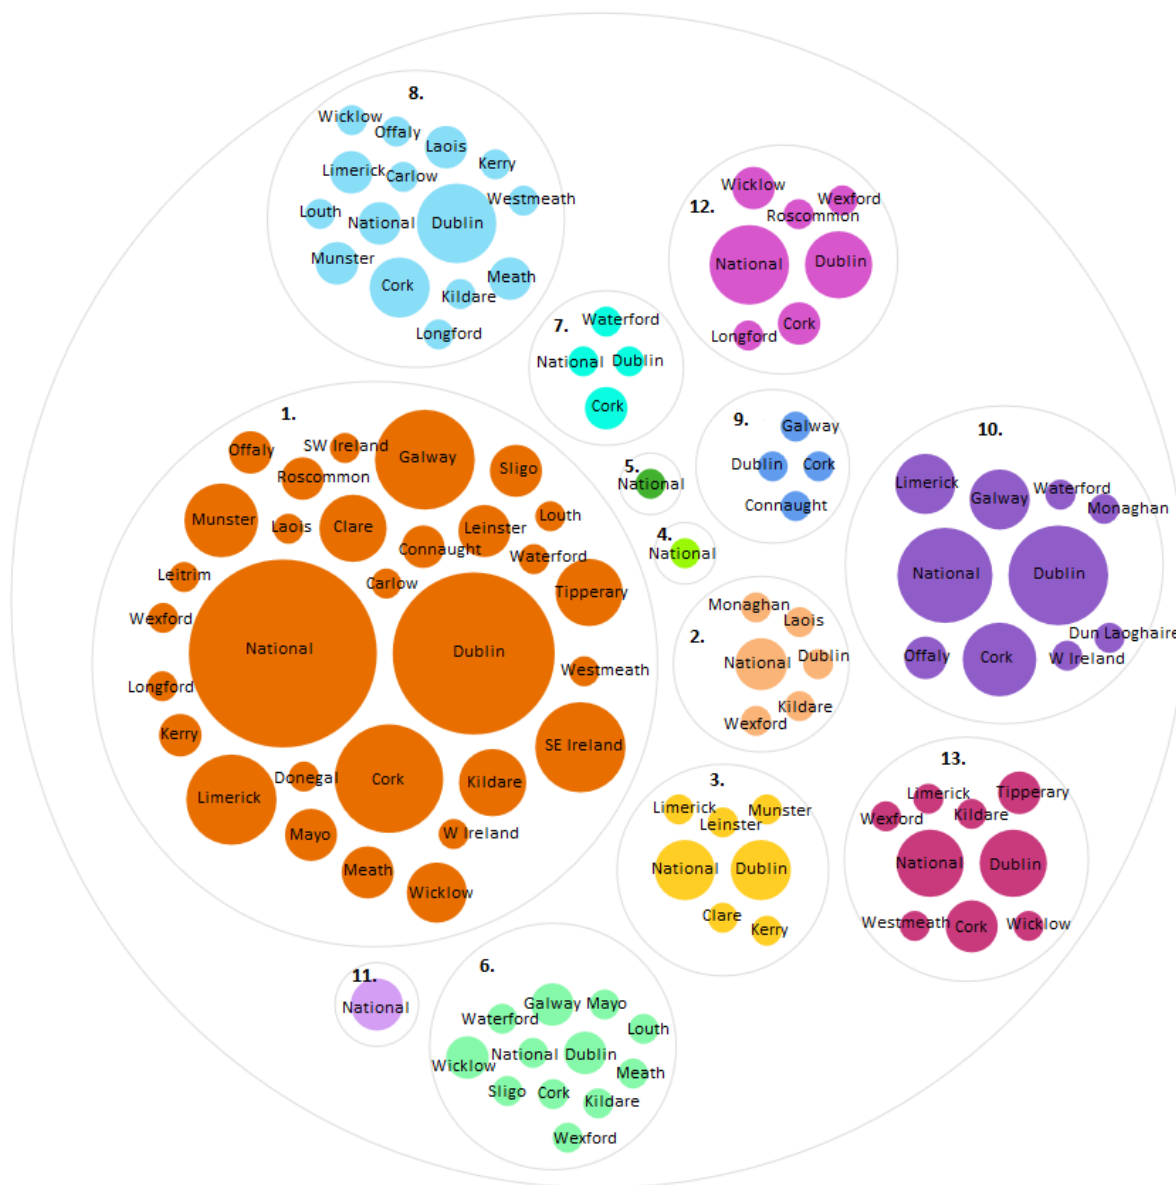 8.
Wicklow
Offaly
Laois
Kerry
Limerick
Carlow
Westmeath
Louth
National
Dublin
Munster
Cork
Kildare
Meath
Longford
12.
Wicklow
Wexford
Roscommon
National
Dublin
Longford
Cork
7.
Waterford
National
Dublin
Cork
1.
Offaly
SW Ireland
Roscommon
Galway
Sligo
Munster
Laois
Clare
Connaught
Leinster
Louth
Waterford
Leitrim
Carlow
Tipperary
Wexford
National
Dublin
Westmeath
Longford
Kerry
SE Ireland
Donegal
Cork
Kildare
Limerick
Mayo
W Ireland
Meath
Wicklow
5.
National
4.
National
9.
Galway
Dublin
Cork
Connaught
10.
Limerick
Galway
Waterford
Monaghan
National
Dublin
Offaly
Cork
Dun Laoghaire
W Ireland
2.
Monaghan
Laois
National
Dublin
Kildare
Wexford
3.
Limerick
Leinster
Munster
National
Dublin
Clare
Kerry
13.
Limerick
Tipperary
Wexford
Kildare
National
Dublin
Westmeath
Cork
Wicklow
11.
National
6.
Galway
Mayo
Waterford
Louth
Wicklow
National
Dublin
Meath
Sligo
Cork
Kildare
Wexford